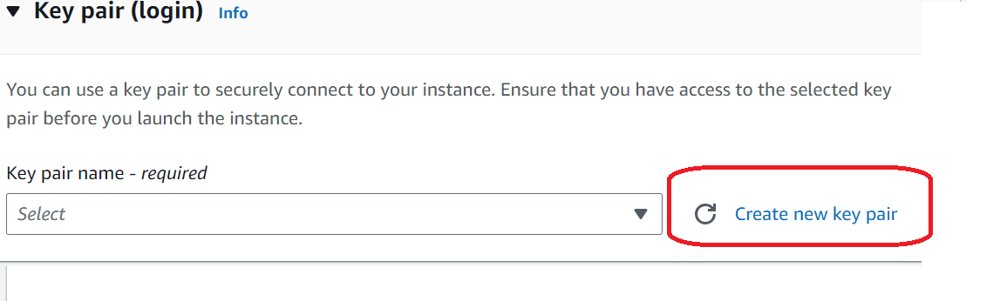 Key pair (login) Info
You can use a key pair to securely connect to your instance. Ensure that you have access to the selected key
pair before you launch the instance.
Key pair name - required
Select
Create new key pair